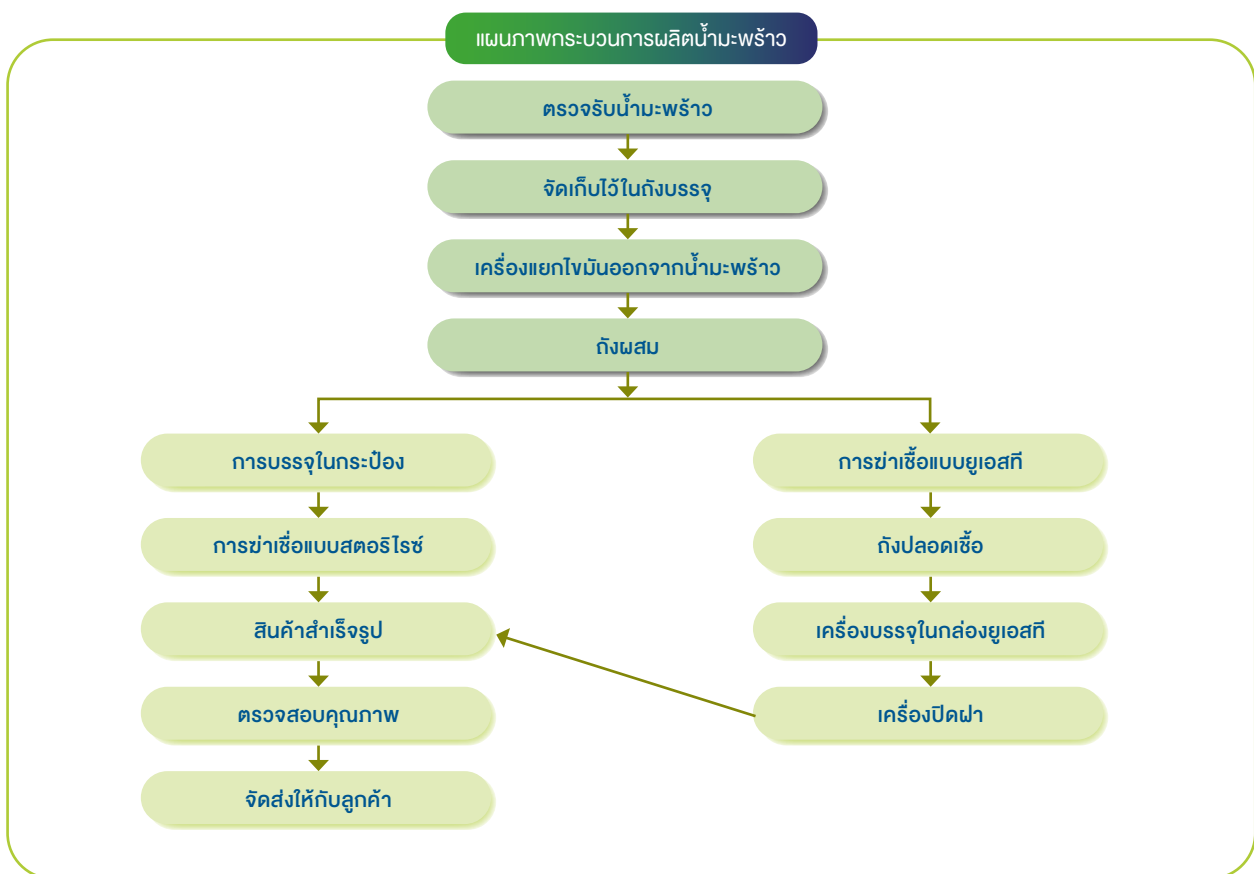 แผนภาพกระบวนการผลิตน้ำมะพร้าว
ตรวจรับน้ำมะพร้าว
จัดเก็บไว้ในถังบรรจุ
เครื่องแยกไขมันออกจากน้ำมะพร้าว
ถังผสม
การบรรจุในกระป๋อง
การฆ่าเชื่อแบบสตอริไรซ์
สินค้าสำเร็จรูป
ตรวจสอบคุณภาพ
จัดส่งให้กับลูกค้า
การฆ่าเชื้อแบบยูเอสที
ถังปลอดเชื้อ
เครื่องบรรจุในกล่องยูเอสที
เครื่องปิดฝา